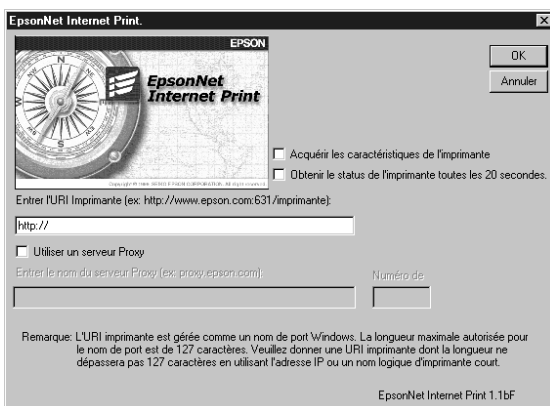 EpsonNet Internet Print.
EPSON
EpsonNet
Internet Print
OK
Annuler
Acquérir les caractéristiques de l'imprimante
Obtenir le status de l'imprimante toutes les 20 secondes.
Entrer l'URI Imprimante (ex: http://www.epson.com:631/imprimante):
http://
Utiliser un serveur Proxy
Entrer le nom du serveur Proxy (ex: proxy.epson.com):
Numéro de
Remarque: L'URI imprimante est gérée comme un nom de port Windows. La longueur maximale autorisée pour
le nom de port est de 127 caractères. Veuillez donner une URI imprimante dont la longueur ne
dépassera pas 127 caractères en utilisant l'adresse IP ou un nom logique d'imprimante court.
EpsonNet Internet Print 1.1bF